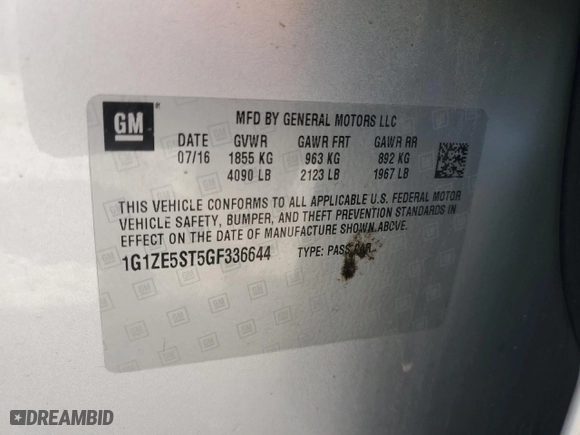 GM
MFD BY GENERAL MOTORS LLC
DATE GVWR GAWR FRT GAWR RR
07/16 1855 KG 963 KG 892 KG
4090 LB 2123 LB 1967 LB
THIS VEHICLE CONFORMS TO ALL APPLICABLE U.S. FEDERAL MOTOR
VEHICLE SAFETY, BUMPER, AND THEFT PREVENTION STANDARDS IN
EFFECT ON THE DATE OF MANUFACTURE SHOWN ABOVE.
1G1ZE5ST5GF336644 TYPE: PASS CAR
DREAMBID